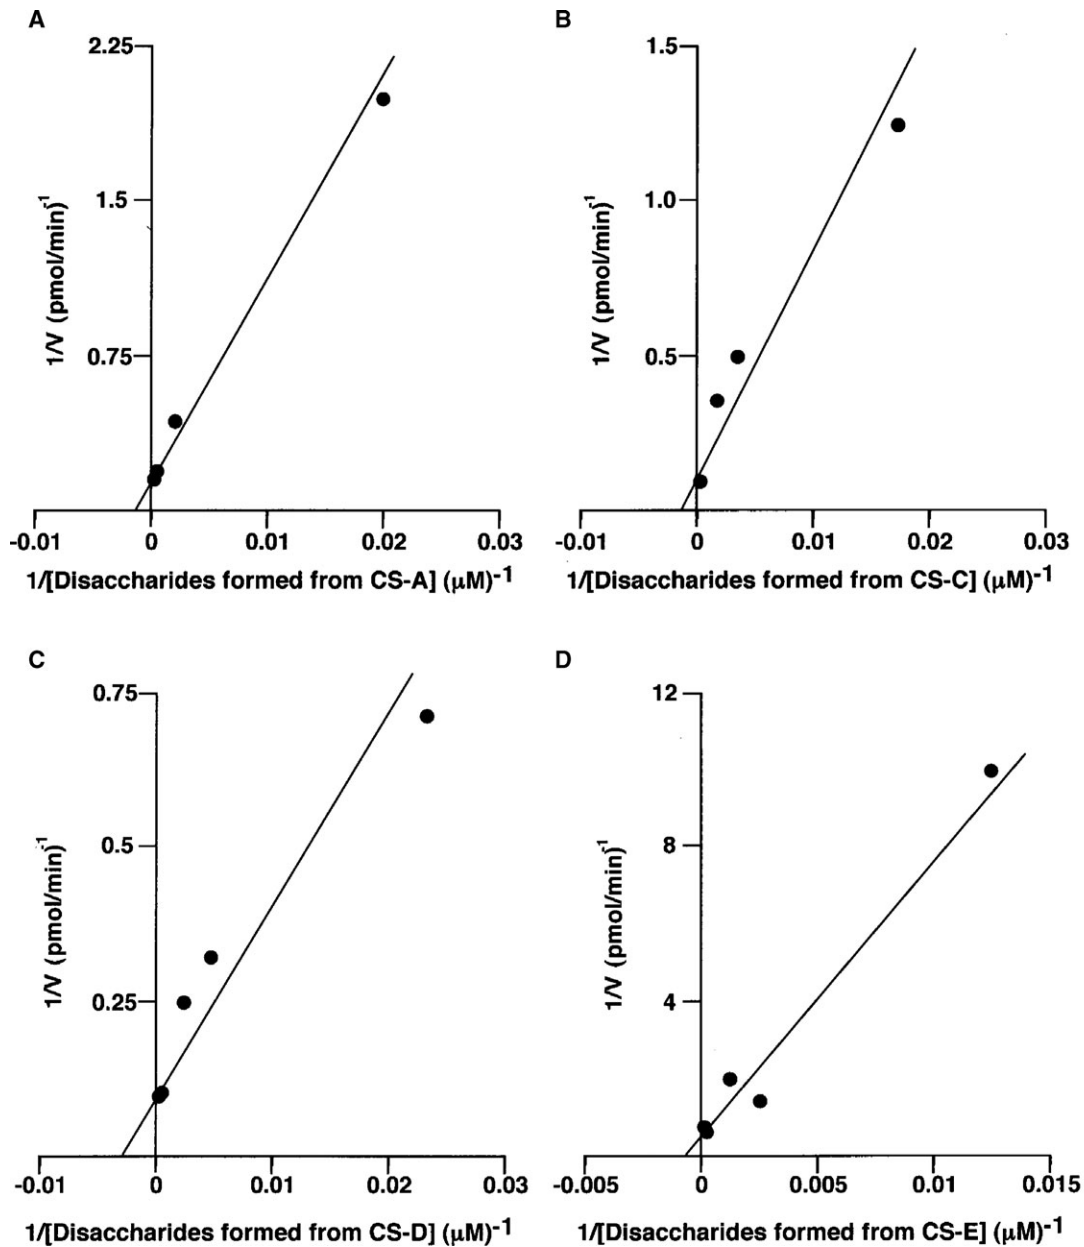 A
2.25
1.5
0.75
1/V (pmol/min)-1
-0.01 0 0.01 0.02 0.03
1/[Disaccharides formed from CS-A] (μM)-1
B
1.5
1.0
0.5
1/V (pmol/min)-1
-0.01 0 0.01 0.02 0.03
1/[Disaccharides formed from CS-C] (μM)-1
C
0.75
0.5
0.25
1/V (pmol/min)-1
-0.01 0 0.01 0.02 0.03
1/[Disaccharides formed from CS-D] (μM)-1
D
12
8
4
1/V (pmol/min)-1
-0.005 0 0.005 0.01 0.015
1/[Disaccharides formed from CS-E] (μM)-1